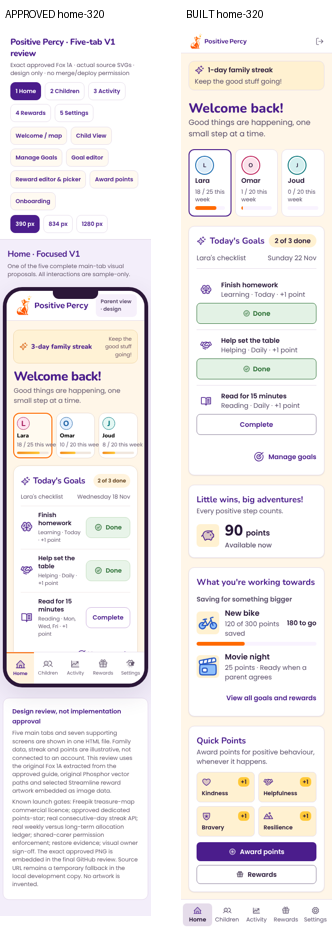 APPROVED home-320
Positive Percy · Five-tab V1
review
Exact approved Fox 1A · actual source SVGs ·
design only · no merge/deploy permission
1 Home
2 Children
3 Activity
4 Rewards
5 Settings
Welcome / map
Child View
Manage Goals
Goal editor
Reward editor & picker
Award points
Onboarding
390 px
834 px
1280 px
Home · Focused V1
One of the five complete main-tab visual
proposals. All interactions are sample-only.
Positive Percy
Parent view
· design
3-day family streak
Keep the
good stuff
going!
Welcome back!
Good things are happening, one
small step at a time.
L
Lara
18 / 25 this week
O
Omar
10 / 20 this week
J
Joud
8 / 20 this week
Today's Goals
2 of 3 done
Lara's checklist
Wednesday 18 Nov
Finish
homework
Learning · Today
· +1 point
Done
Help set the
table
Helping · Daily ·
+1 point
Done
Read for 15
minutes
Reading · Mon,
Wed, Fri · +1
point
Complete
Home
Children
Activity
Rewards
Settings
Design review, not implementation
approval
Five main tabs and seven supporting
screens are shown in one HTML file. Family
data, streak and points are illustrative, not
connected to an account. This review uses
the original Fox 1A extracted from the
approved guide, original Phosphor vector
paths and selected Streamline reward
artwork embedded as image data.
Known launch gates: Freepik treasure-map
commercial licence; approved dedicated
points-star; real consecutive-day streak API;
real weekly versus long-term allocation
ledger; shared-carer permission
enforcement; restore evidence; visual owner
sign-off. The exact approved PNG is
embedded in the final GitHub review. Source
URL remains a temporary fallback in the
local development copy. No artwork is
invented.
BUILT home-320
Positive Percy
1-day family streak
Keep the good stuff going!
Welcome back!
Good things are happening, one
small step at a time.
L
Lara
18 / 25 this
week
O
Omar
1 / 20 this
week
J
Joud
0 / 20 this
week
Today's Goals
2 of 3 done
Lara's checklist
Sunday 22 Nov
Finish homework
Learning · Today · +1 point
Done
Help set the table
Helping · Daily · +1 point
Done
Read for 15 minutes
Reading · Daily · +1 point
Complete
Manage goals
Little wins, big adventures!
Every positive step counts.
90 points
Available now
What you're working towards
Saving for something bigger
New bike
120 of 300 points
saved
180 to go
Movie night
25 points · Ready when a
parent agrees
View all goals and rewards
Quick Points
Award points for positive behaviour,
whenever it happens.
+1
Kindness
+1
Helpfulness
+1
Bravery
+1
Resilience
Award points
Rewards
Home
Children
Activity
Rewards
Settings